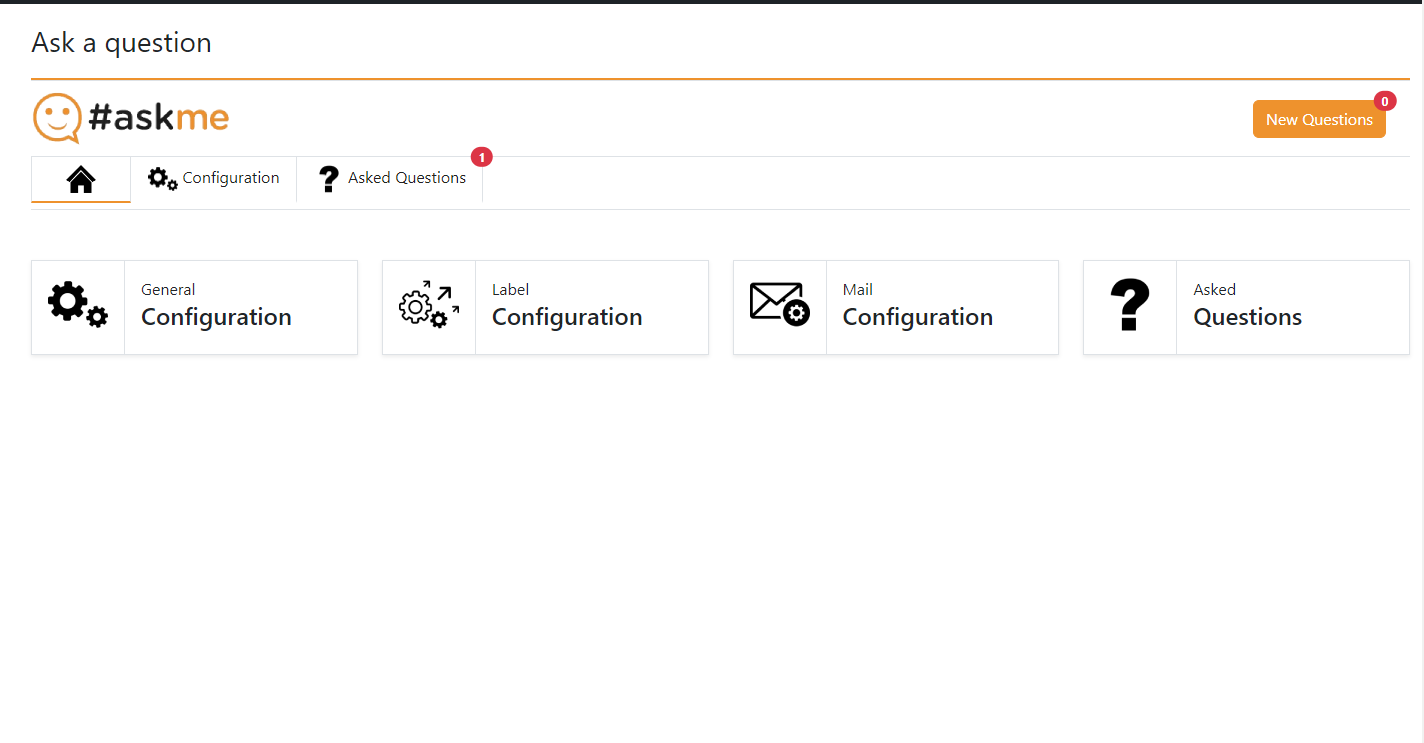 Ask a question
#askme
0
New Questions
1
Configuration
Asked Questions
General
Configuration
Label
Configuration
Mail
Configuration
Asked
Questions